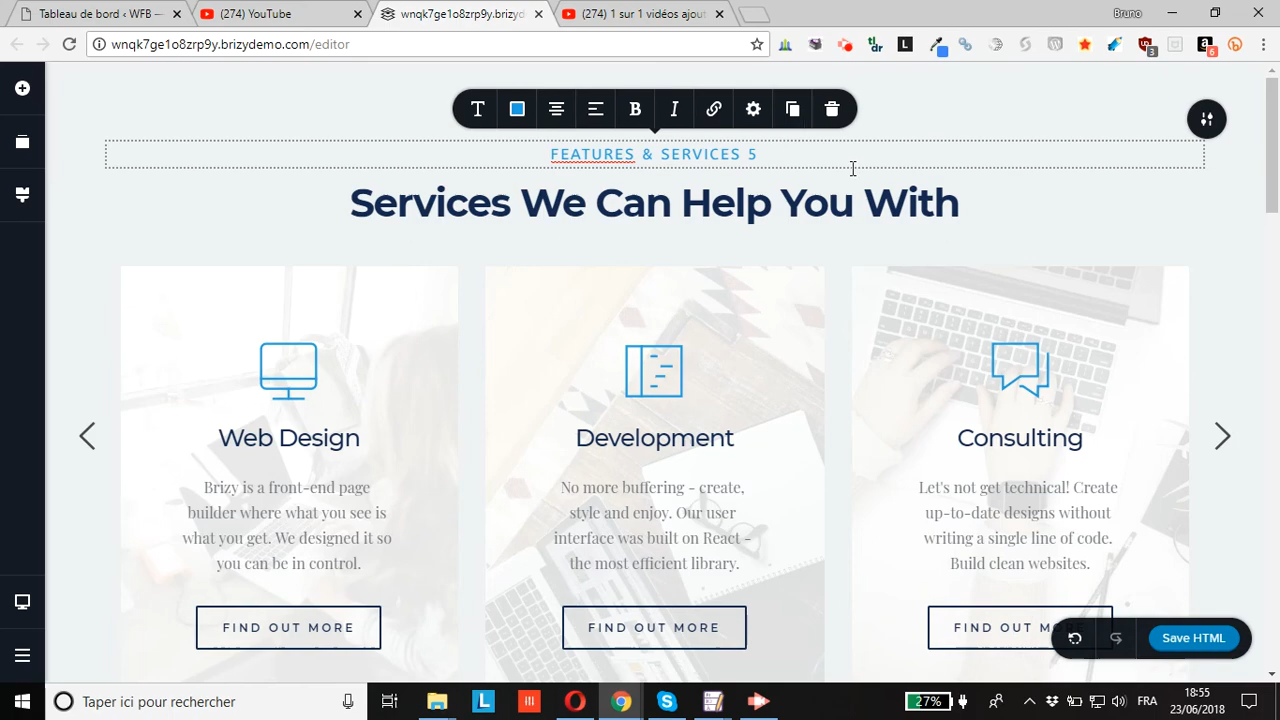 Tableau de bord ‹ WFB —
(274) YouTube
wnqk7ge1o8zrp9y.brizyd
(274) 1 sur 1 vidéos ajout
Bruno
wnqk7ge1o8zrp9y.brizydemo.com/editor
tl;dr
L
3
6
T
B
I
FEATURES & SERVICES 5
Services We Can Help You With
Web Design
Brizy is a front-end page
builder where what you see is
what you get. We designed it so
you can be in control.
FIND OUT MORE
Development
No more buffering - create,
style and enjoy. Our user
interface was built on React -
the most efficient library.
FIND OUT MORE
Consulting
Let's not get technical! Create
up-to-date designs without
writing a single line of code.
Build clean websites.
FIND OUT M
Save HTML
Taper ici pour rechercher
27%
FRA
18:55
23/06/2018